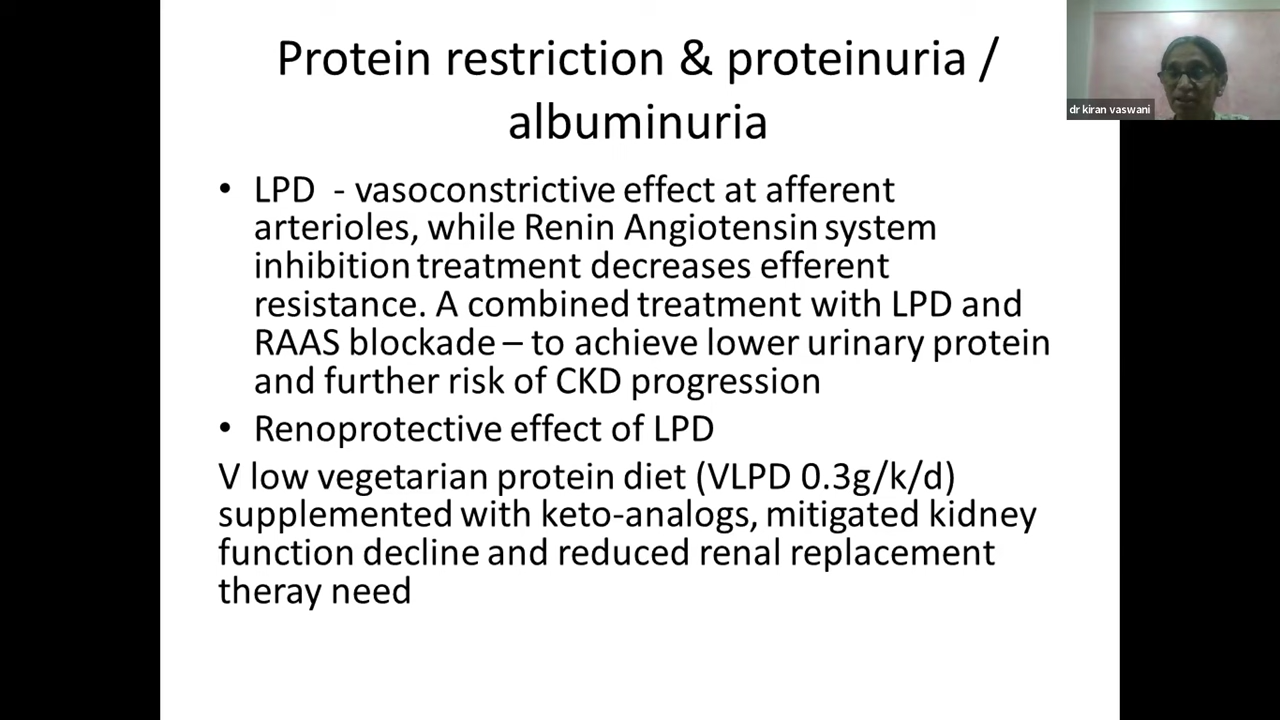 Protein restriction & proteinuria /
albuminuria
dr kiran vaswani
• LPD - vasoconstrictive effect at afferent
arterioles, while Renin Angiotensin system
inhibition treatment decreases efferent
resistance. A combined treatment with LPD and
RAAS blockade – to achieve lower urinary protein
and further risk of CKD progression
• Renoprotective effect of LPD
V low vegetarian protein diet (VLPD 0.3g/k/d)
supplemented with keto-analogs, mitigated kidney
function decline and reduced renal replacement
theray need